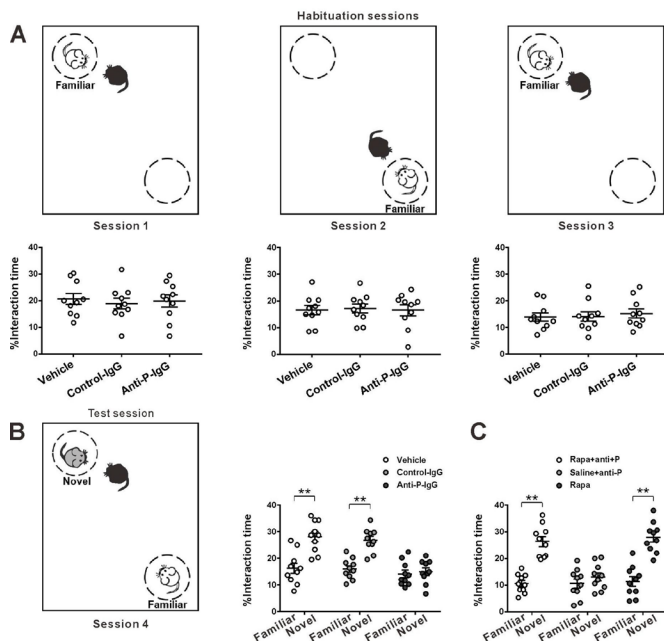 A
Habituation sessions
Familiar
Familiar
Familiar
Session 1
Session 2
Session 3
%Interaction time
40
30
20
10
0
Vehicle
Control-IgG
Anti-P-IgG
%Interaction time
40
30
20
10
0
Vehicle
Control-IgG
Anti-P-IgG
%Interaction time
40
30
20
10
0
Vehicle
Control-IgG
Anti-P-IgG
B
Test session
Novel
Familiar
Session 4
Vehicle
Control-IgG
Anti-P-IgG
** **
%Interaction time
40
30
20
10
0
Familiar Novel Familiar Novel Familiar Novel
C
Rapa+anti+P
Saline+anti-P
Rapa
** **
%Interaction time
40
30
20
10
0
Familiar Novel Familiar Novel Familiar Novel